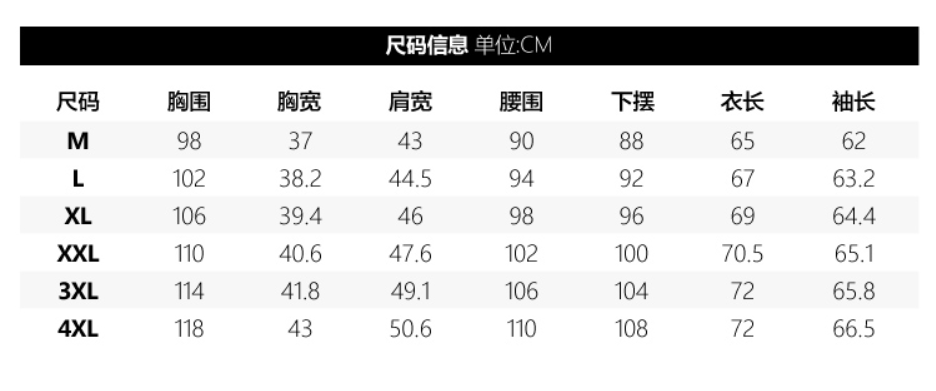 尺码信息 单位:CM
尺码 胸围 胸宽 肩宽 腰围 下摆 衣长 袖长
M 98 37 43 90 88 65 62
L 102 38.2 44.5 94 92 67 63.2
XL 106 39.4 46 98 96 69 64.4
XXL 110 40.6 47.6 102 100 70.5 65.1
3XL 114 41.8 49.1 106 104 72 65.8
4XL 118 43 50.6 110 108 72 66.5